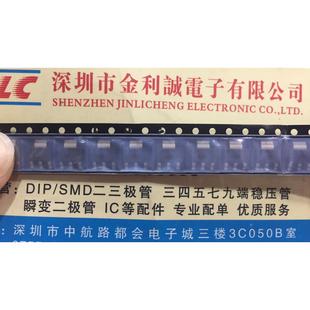 LC
深圳市金利誠電子有限公司
SHENZHEN JINLICHENG ELECTRONIC CO.,L
管: DIP/SMD二三极管 三四五七九端稳压管
瞬变二极管 IC等配件 专业配单 优质服务
: 深圳市中航路都会电子城三楼3C050B室